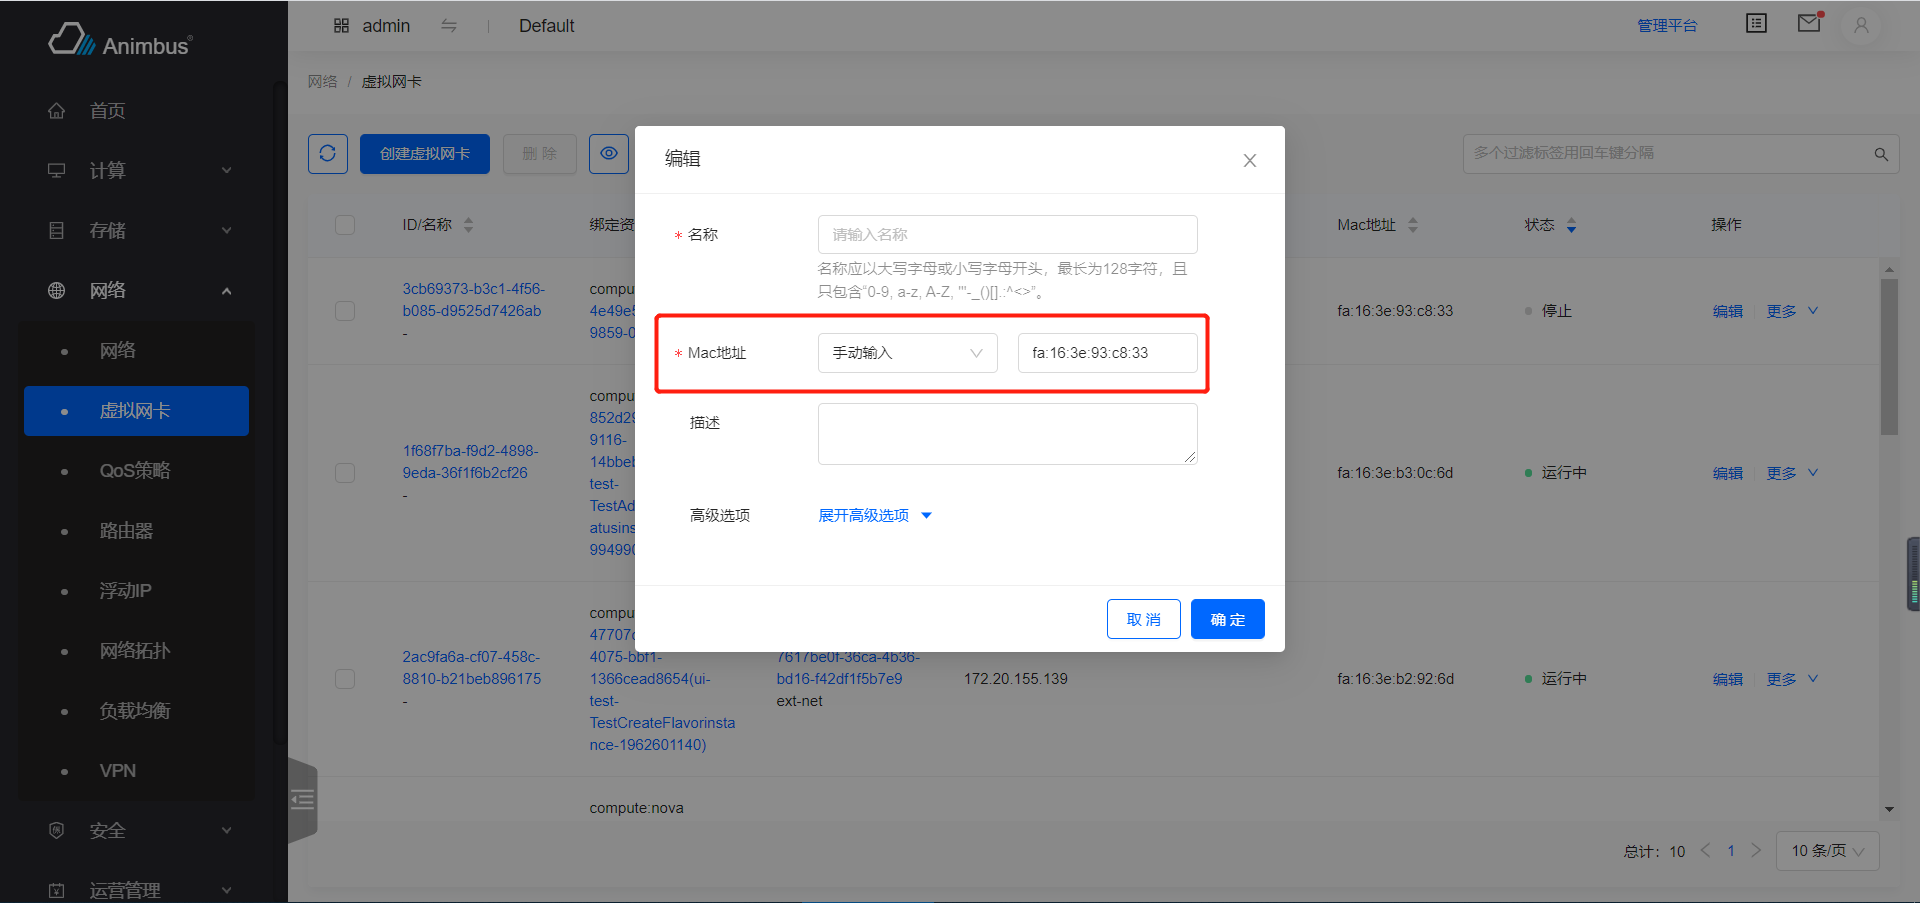 Animbus®
admin
Default
管理平台
首页
计算
存储
网络
网络
虚拟网卡
QoS策略
路由器
浮动IP
网络拓扑
负载均衡
VPN
安全
运营管理
网络 / 虚拟网卡
创建虚拟网卡
删 除
多个过滤标签用回车键分隔
ID/名称
绑定资
Mac地址
状态
操作
3cb69373-b3c1-4f56-
b085-d9525d7426ab
-
compu
4e49e5
9859-0
fa:16:3e:93:c8:33
停止
编辑
更多
1f68f7ba-f9d2-4898-
9eda-36f1f6b2cf26
-
compu
852d29
9116-
14bbeb
test-
TestAd
atusins
994990
fa:16:3e:b3:0c:6d
运行中
编辑
更多
2ac9fa6a-cf07-458c-
8810-b21beb896175
-
compu
47707c
4075-bbf1-
1366cead8654(ui-
test-
TestCreateFlavorinsta
nce-1962601140)
7617be0f-36ca-4b36-
bd16-f42df1f5b7e9
ext-net
172.20.155.139
fa:16:3e:b2:92:6d
运行中
编辑
更多
compute:nova
总计： 10
1
10 条/页
编辑
* 名称
请输入名称
名称应以大写字母或小写字母开头，最长为128字符，且
只包含“0-9, a-z, A-Z, "'-_()[].:^<>”。
* Mac地址
手动输入
fa:16:3e:93:c8:33
描述
高级选项
展开高级选项
取 消
确 定